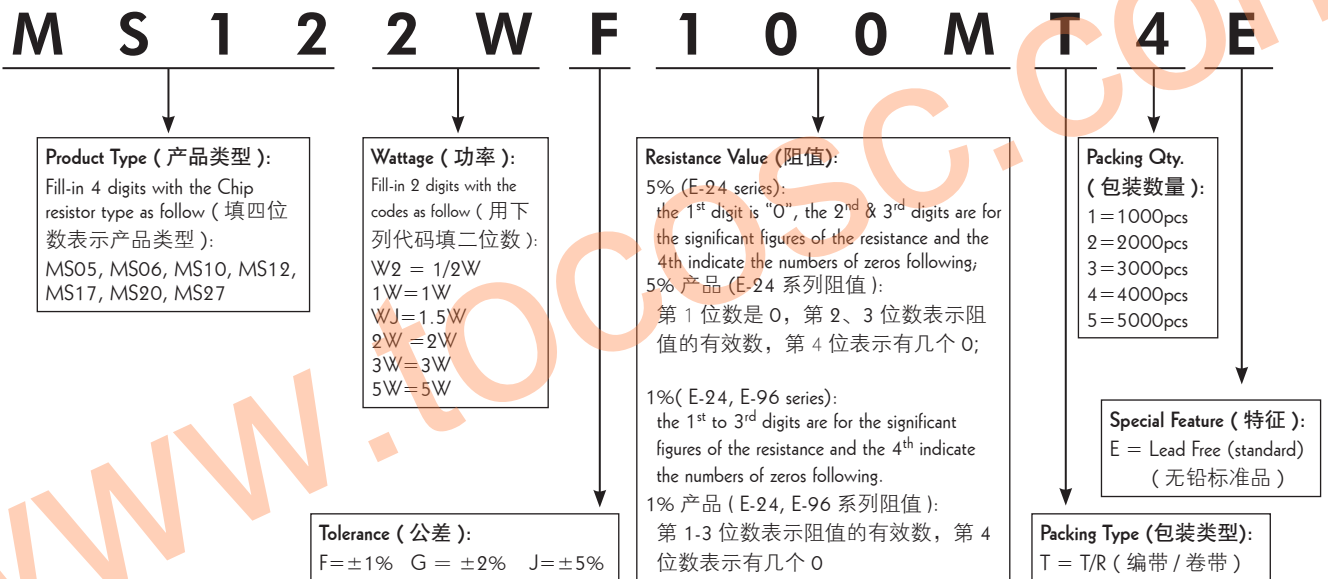 M S 1 2 2 W F 1 0 0 M T 4 E
Product Type ( 产品类型 ):
Fill-in 4 digits with the Chip
resistor type as follow ( 填四位
数表示产品类型 ):
MS05, MS06, MS10, MS12,
MS17, MS20, MS27
Wattage ( 功率 ):
Fill-in 2 digits with the
codes as follow ( 用下
列代码填二位数 ):
W2 = 1/2W
1W=1W
WJ=1.5W
2W =2W
3W=3W
5W=5W
Tolerance ( 公差 ):
F=±1% G = ±2% J=±5%
Resistance Value (阻值):
5% (E-24 series):
the 1st digit is “0”, the 2nd & 3rd digits are for
the significant figures of the resistance and the
4th indicate the numbers of zeros following;
5% 产品 (E-24 系列阻值 ):
第 1 位数是 0，第 2、3 位数表示阻
值的有效数，第 4 位表示有几个 0;
1%( E-24, E-96 series):
the 1st to 3rd digits are for the significant
figures of the resistance and the 4th indicate
the numbers of zeros following.
1% 产品 ( E-24, E-96 系列阻值 ):
第 1-3 位数表示阻值的有效数，第 4
位数表示有几个 0
Packing Qty.
( 包装数量 ):
1=1000pcs
2=2000pcs
3=3000pcs
4=4000pcs
5=5000pcs
Special Feature ( 特征 ):
E = Lead Free (standard)
( 无铅标准品 )
Packing Type (包装类型):
T = T/R ( 编带 / 卷带 )
www.tocosc.com